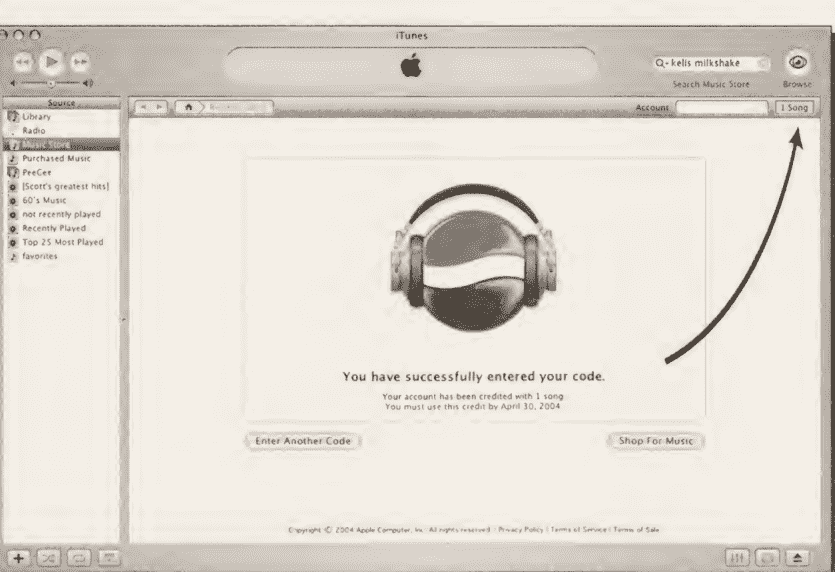 iTunes
kelis milkshake
Search Music Store
Browse
Source
Account
1 Song
Library
Radio
Music Store
Purchased Music
PeeCee
[Scott's greatest hits]
60's Music
not recently played
Recently Played
Top 25 Most Played
favorites
You have successfully entered your code.
Your account has been credited with 1 song
You must use this credit by April 30, 2004
Enter Another Code
Shop For Music
Copyright © 2004 Apple Computer, Inc. All rights reserved. | Privacy Policy | Terms of Service | Terms of Sale